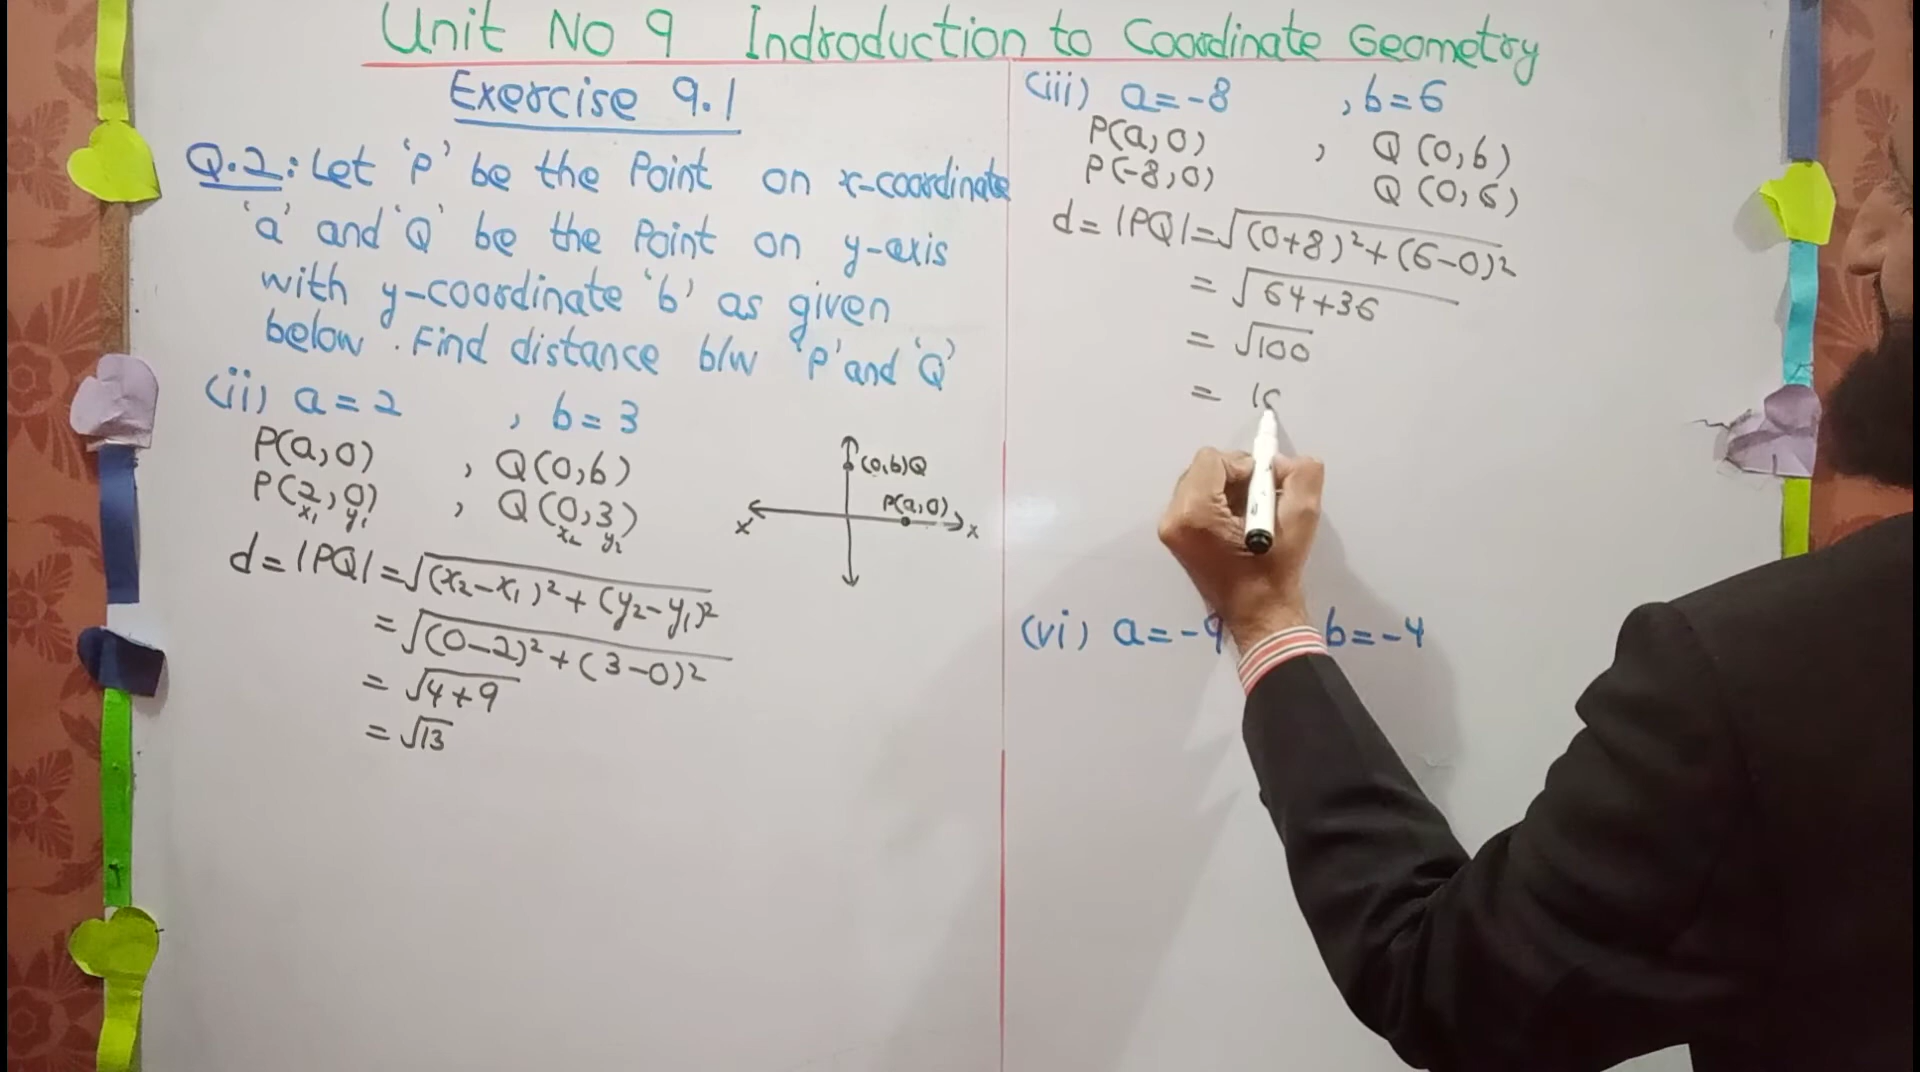 Unit No 9 Indroduction to Coordinate Geometry
Exercise 9.1
Q.2: Let 'P' be the Point on x-coordinate
'a' and 'Q' be the Point on y-axis
with y-coordinate 'b' as given
below. Find distance b/w 'P' and 'Q'
(ii) a = 2 , b = 3
P(a, 0) , Q(0, b)
P(2, 0) , Q(0, 3)
x₁ y₁ x₂ y₂
d = |PQ| = √(x₂-x₁)² + (y₂-y₁)²
= √(0-2)² + (3-0)²
= √4+9
= √13
(0,b)Q
P(a,0)
x' x
(iii) a = -8 , b = 6
P(a, 0) , Q(0, b)
P(-8, 0) Q(0, 6)
d = |PQ| = √(0+8)² + (6-0)²
= √64+36
= √100
= 10
(vi) a = -9 b = -4